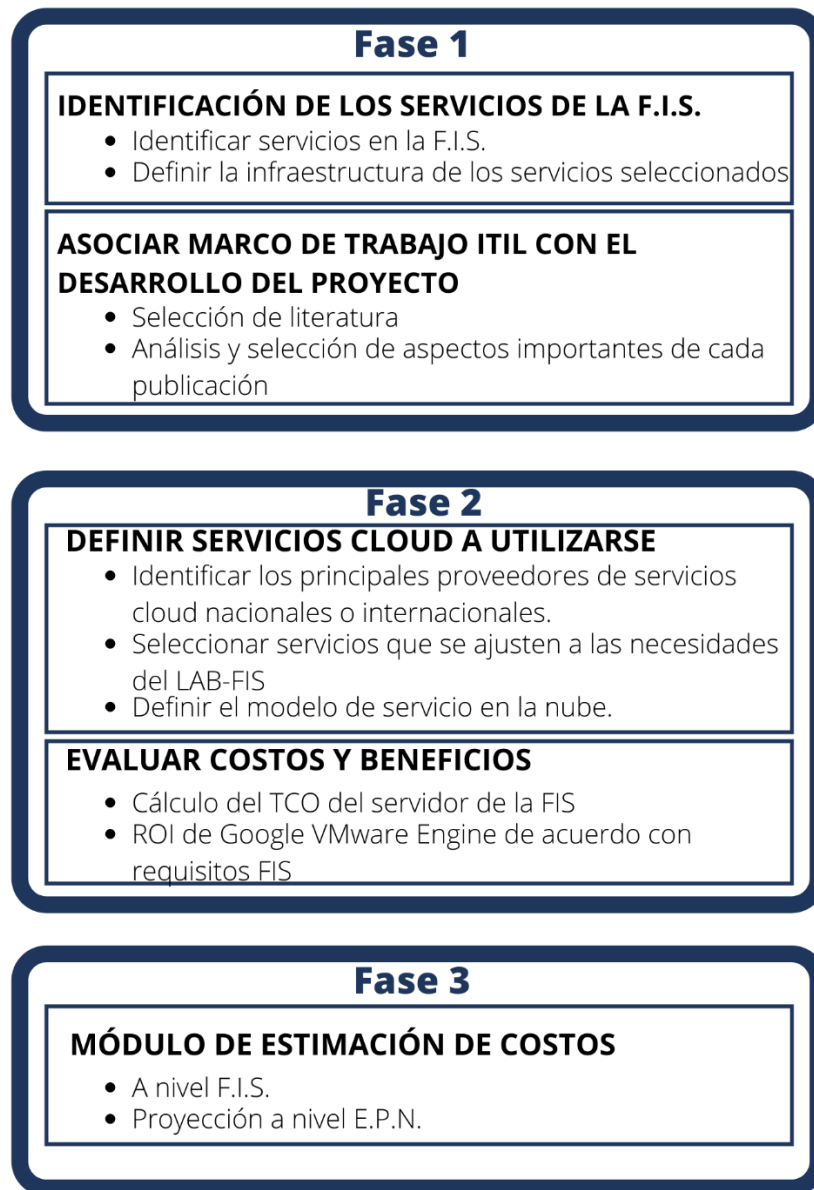 Fase 1
IDENTIFICACIÓN DE LOS SERVICIOS DE LA F.I.S.
• Identificar servicios en la F.I.S.
• Definir la infraestructura de los servicios seleccionados
ASOCIAR MARCO DE TRABAJO ITIL CON EL
DESARROLLO DEL PROYECTO
• Selección de literatura
• Análisis y selección de aspectos importantes de cada
publicación
Fase 2
DEFINIR SERVICIOS CLOUD A UTILIZARSE
• Identificar los principales proveedores de servicios
cloud nacionales o internacionales.
• Seleccionar servicios que se ajusten a las necesidades
del LAB-FIS
• Definir el modelo de servicio en la nube.
EVALUAR COSTOS Y BENEFICIOS
• Cálculo del TCO del servidor de la FIS
• ROI de Google VMware Engine de acuerdo con
requisitos FIS
Fase 3
MÓDULO DE ESTIMACIÓN DE COSTOS
• A nivel F.I.S.
• Proyección a nivel E.P.N.